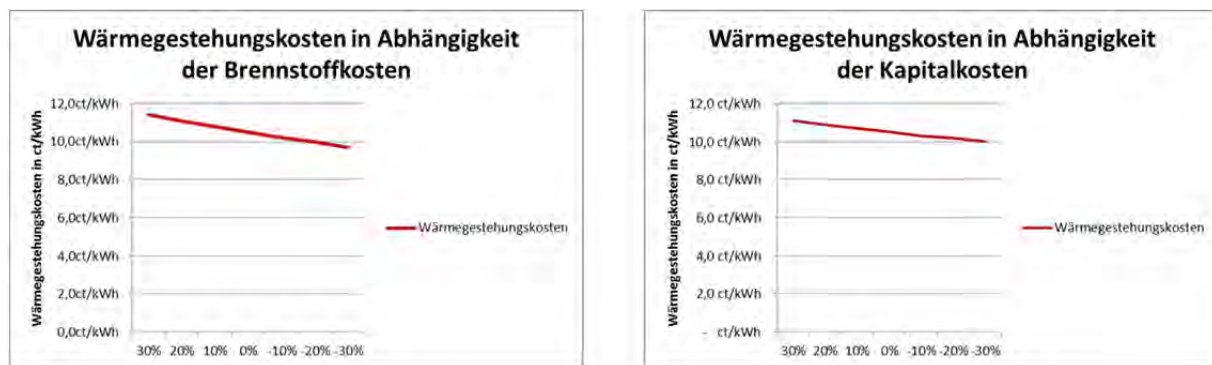 Wärmegestehungskosten in Abhängigkeit
der Brennstoffkosten
Wärmegestehungskosten in ct/kWh
12,0ct/kWh
10,0ct/kWh
8,0ct/kWh
6,0ct/kWh
4,0ct/kWh
2,0ct/kWh
0,0ct/kWh
30% 20% 10% 0% -10% -20% -30%
Wärmegestehungskosten
Wärmegestehungskosten in Abhängigkeit
der Kapitalkosten
Wärmegestehungskosten in ct/kWh
12,0 ct/kWh
10,0 ct/kWh
8,0 ct/kWh
6,0 ct/kWh
4,0 ct/kWh
2,0 ct/kWh
- ct/kWh
30% 20% 10% 0% -10% -20% -30%
Wärmegestehungskosten